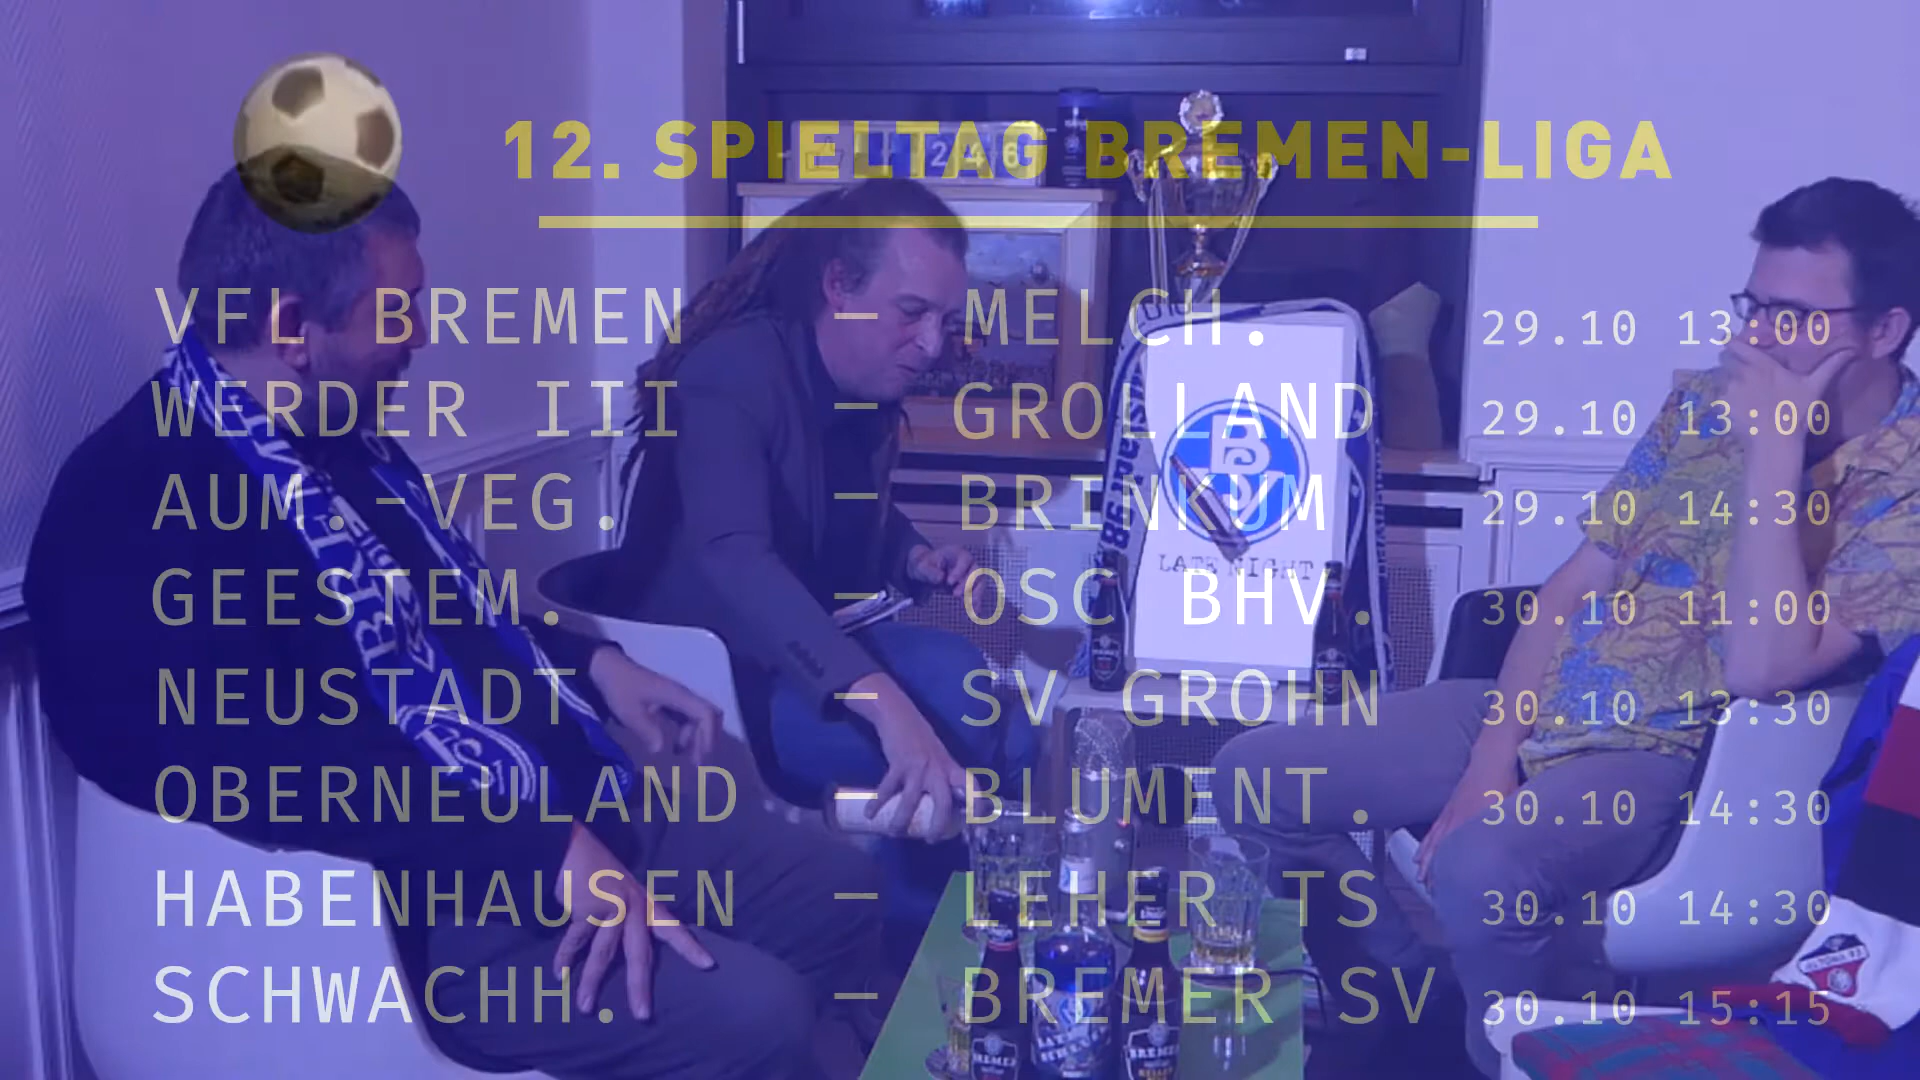 12. SPIELTAG BREMEN-LIGA
VFL BREMEN – MELCH. 29.10 13:00
WERDER III – GROLLAND 29.10 13:00
AUM.-VEG. – BRINKUM 29.10 14:30
GEESTEM. – OSC BHV. 30.10 11:00
NEUSTADT – SV GROHN 30.10 13:30
OBERNEULAND – BLUMENT. 30.10 14:30
HABENHAUSEN – LEHER TS 30.10 14:30
SCHWACHH. – BREMER SV 30.10 15:15
BSV
LATE NIGHT